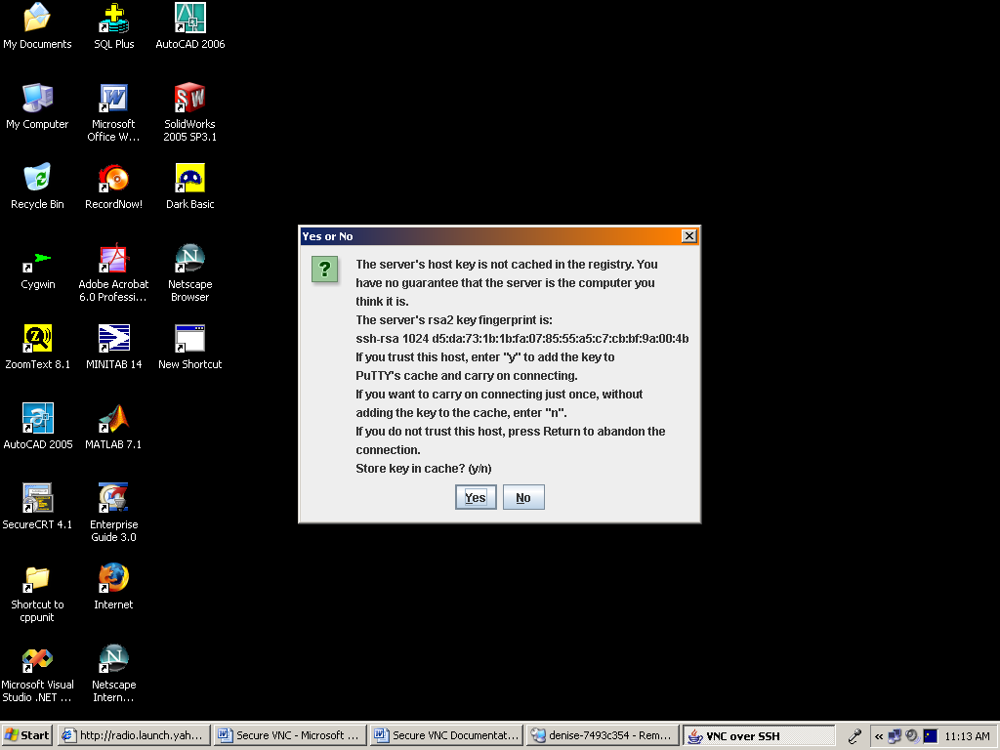 My Documents
SQL Plus
AutoCAD 2006
My Computer
Microsoft
Office W...
SolidWorks
2005 SP3.1
Recycle Bin
RecordNow!
Dark Basic
Cygwin
Adobe Acrobat
6.0 Professi...
Netscape
Browser
ZoomText 8.1
MINITAB 14
New Shortcut
AutoCAD 2005
MATLAB 7.1
SecureCRT 4.1
Enterprise
Guide 3.0
Shortcut to
cppunit
Internet
Microsoft Visual
Studio .NET ...
Netscape
Intern...
Yes or No
The server's host key is not cached in the registry. You
have no guarantee that the server is the computer you
think it is.
The server's rsa2 key fingerprint is:
ssh-rsa 1024 d5:da:73:1b:1b:fa:07:85:55:a5:c7:cb:bf:9a:00:4b
If you trust this host, enter "y" to add the key to
PuTTY's cache and carry on connecting.
If you want to carry on connecting just once, without
adding the key to the cache, enter "n".
If you do not trust this host, press Return to abandon the
connection.
Store key in cache? (y/n)
Yes No
Start http://radio.launch.yah... Secure VNC - Microsoft ... Secure VNC Documentat... denise-7493c354 - Rem... VNC over SSH « 11:13 AM